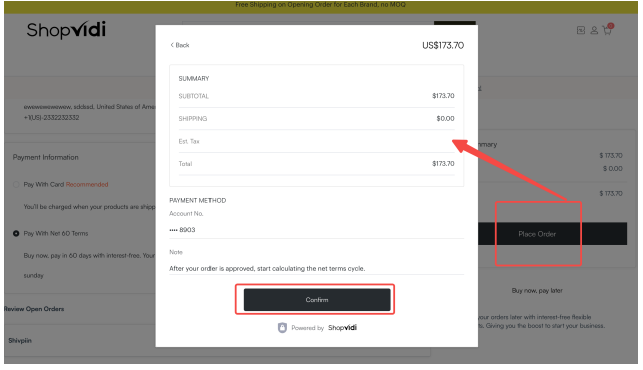 Free Shipping on Opening Order for Each Brand, no MOQ
Shopvidi
< Back
US$173.70
SUMMARY
SUBTOTAL
$173.70
SHIPPING
$0.00
Est. Tax
Total
$173.70
PAYMENT METHOD
Account No.
•••• 8903
Note
After your order is approved, start calculating the net terms cycle.
Confirm
Powered by Shopvidi
ewewewewewew, sddesd, United States of Ame
+1(US)-2332232332
Payment Information
Pay With Card Recommended
You'll be charged when your products are shipp
Pay With Net 60 Terms
Buy now, pay in 60 days with interest-free. Your
sunday
Review Open Orders
Shivpiin
mmery
$ 173.70
$ 0.00
$ 173.70
Place Order
Buy now, pay later
your orders later with interest-free flexible
ts. Giving you the boost to start your business.